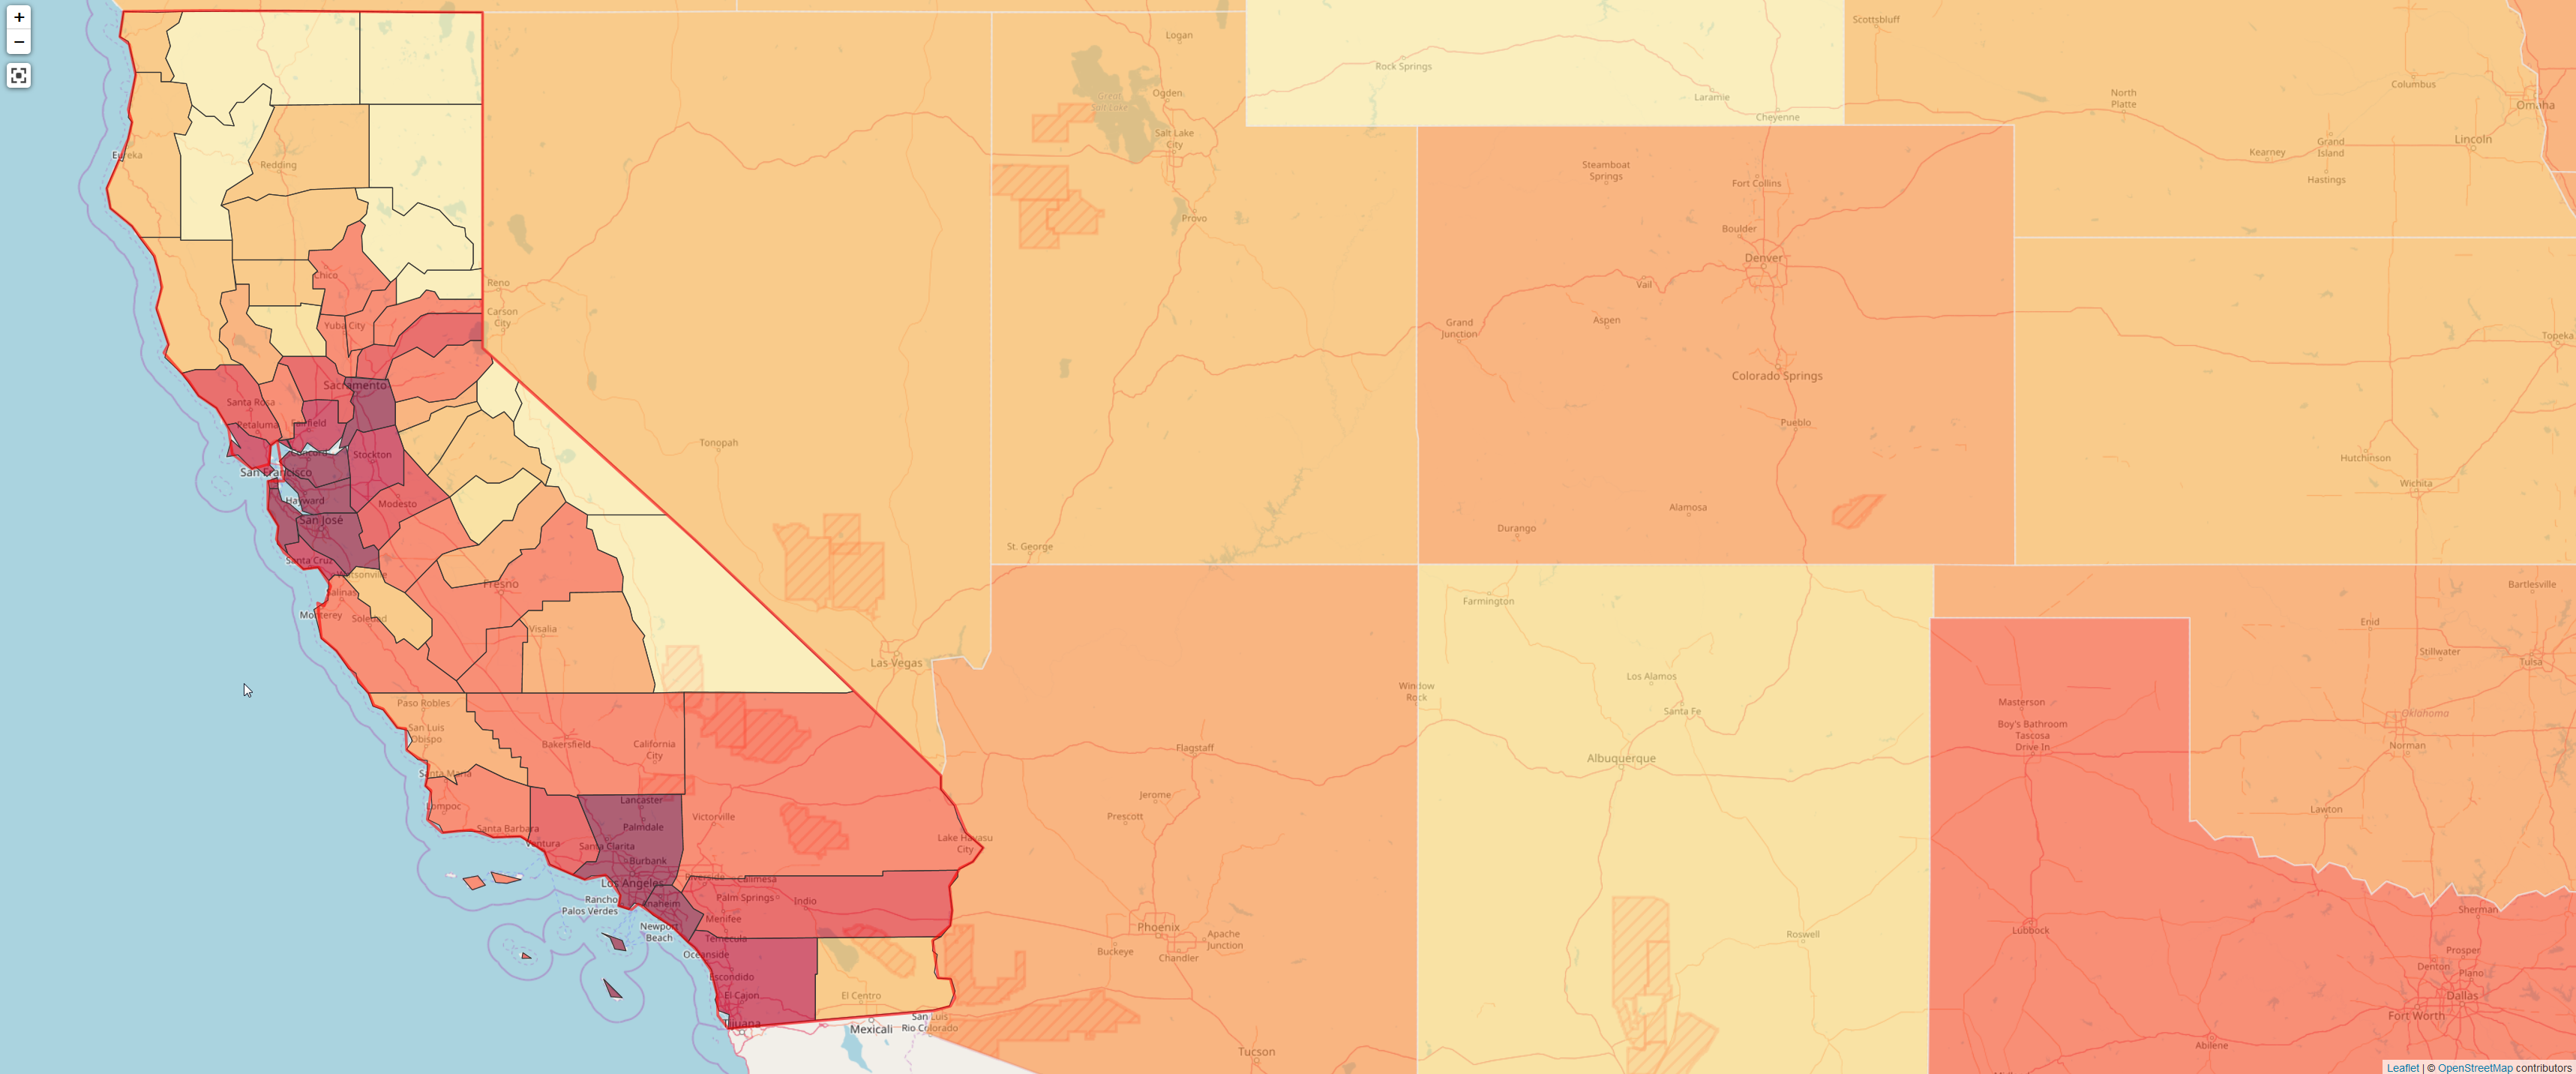 +
−
Eureka
Redding
Chico
Yuba City
Sacramento
Santa Rosa
Petaluma
Fairfield
Concord
Stockton
San Francisco
Hayward
Modesto
San José
Santa Cruz
Watsonville
Salinas
Monterey
Soledad
Fresno
Visalia
Paso Robles
San Luis
Obispo
Santa Maria
Lompoc
Santa Barbara
Ventura
Bakersfield
California
City
Lancaster
Palmdale
Santa Clarita
Burbank
Los Angeles
Rancho
Palos Verdes
Anaheim
Newport
Beach
Victorville
Riverside
Calimesa
Palm Springs
Indio
Menifee
Temecula
Oceanside
Escondido
El Cajon
Tijuana
El Centro
Mexicali
San Luis
Rio Colorado
Lake Havasu
City
Reno
Carson
City
Tonopah
Las Vegas
St. George
Logan
Great
Salt Lake
Ogden
Salt Lake
City
Provo
Rock Springs
Laramie
Cheyenne
Scottsbluff
North
Platte
Columbus
Omaha
Lincoln
Grand
Island
Kearney
Hastings
Steamboat
Springs
Fort Collins
Boulder
Denver
Vail
Aspen
Grand
Junction
Colorado Springs
Pueblo
Alamosa
Durango
Topeka
Hutchinson
Wichita
Farmington
Window
Rock
Los Alamos
Santa Fe
Albuquerque
Roswell
Flagstaff
Jerome
Prescott
Phoenix
Buckeye
Chandler
Apache
Junction
Tucson
Bartlesville
Enid
Stillwater
Tulsa
Oklahoma
Norman
Lawton
Masterson
Boy's Bathroom
Tascosa
Drive In
Lubbock
Abilene
Sherman
Prosper
Denton
Plano
Dallas
Fort Worth
Leaflet | © OpenStreetMap contributors